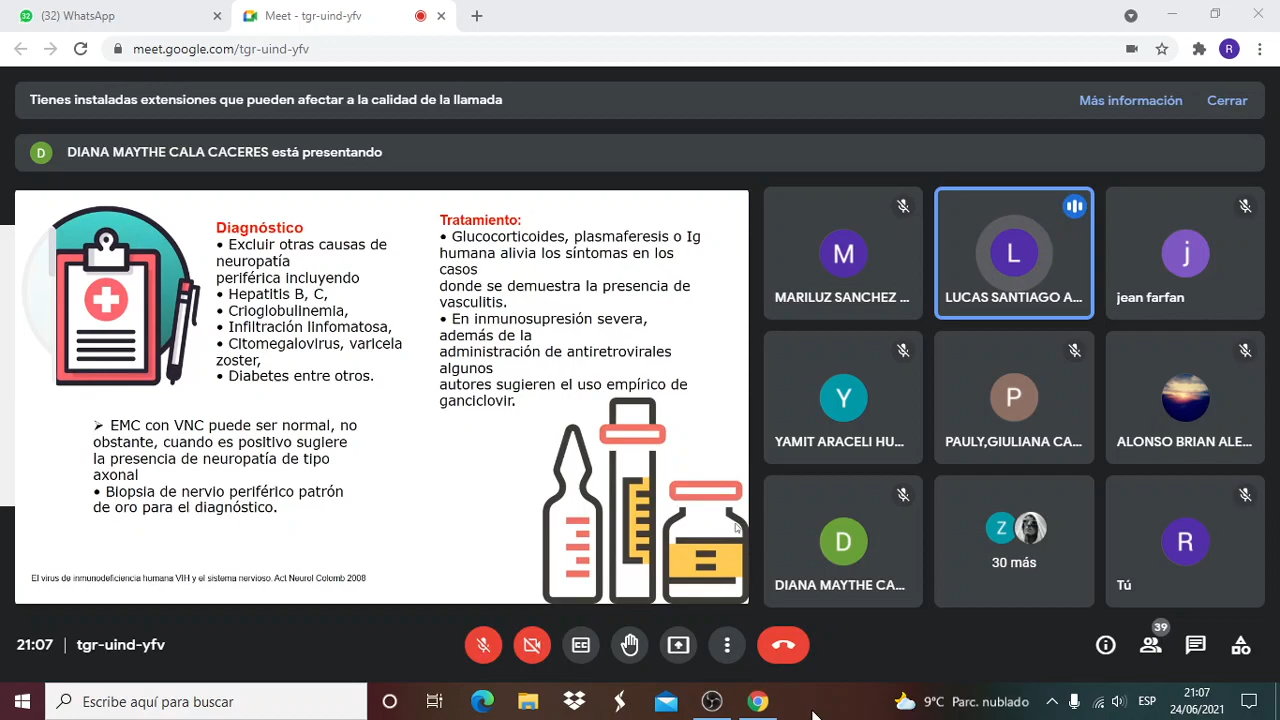 (32) WhatsApp
Meet - tgr-uind-yfv
meet.google.com/tgr-uind-yfv
R
Tienes instaladas extensiones que pueden afectar a la calidad de la llamada
Más información
Cerrar
D
DIANA MAYTHE CALA CACERES está presentando
Diagnóstico
• Excluir otras causas de
neuropatía
periférica incluyendo
• Hepatitis B, C,
• Crioglobulinemia,
• Infiltración linfomatosa,
• Citomegalovirus, varicela
zoster,
• Diabetes entre otros.
➢ EMC con VNC puede ser normal, no
obstante, cuando es positivo sugiere
la presencia de neuropatía de tipo
axonal
• Biopsia de nervio periférico patrón
de oro para el diagnóstico.
El virus de inmunodeficiencia humana VIH y el sistema nervioso. Act Neurol Colomb 2008
Tratamiento:
• Glucocorticoides, plasmaferesis o Ig
humana alivia los síntomas en los
casos
donde se demuestra la presencia de
vasculitis.
• En inmunosupresión severa,
además de la
administración de antiretrovirales
algunos
autores sugieren el uso empírico de
ganciclovir.
M
MARILUZ SANCHEZ ...
L
LUCAS SANTIAGO A...
j
jean farfan
Y
YAMIT ARACELI HU...
P
PAULY,GIULIANA CA...
ALONSO BRIAN ALE...
D
DIANA MAYTHE CA...
Z
30 más
R
Tú
21:07 | tgr-uind-yfv
CC
39
Escribe aquí para buscar
9°C Parc. nublado
ESP
21:07
24/06/2021